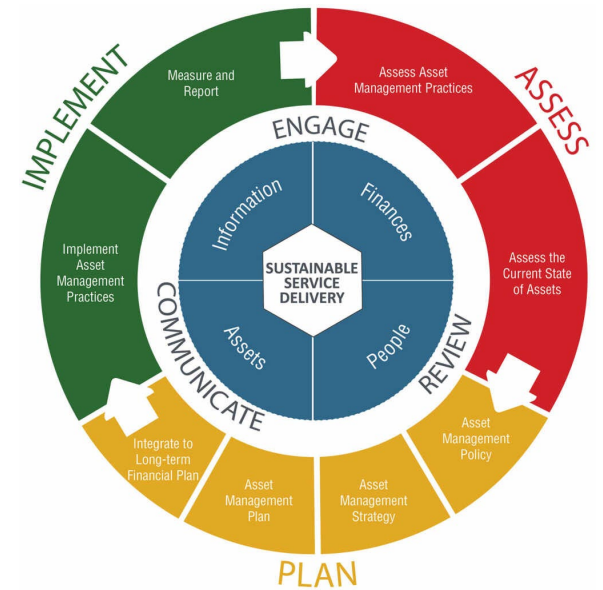 IMPLEMENT
ASSESS
PLAN
Measure and
Report
Assess Asset
Management Practices
Assess the
Current State
of Assets
Asset
Management
Policy
Asset
Management
Strategy
Asset
Management
Plan
Integrate to
Long-term
Financial Plan
Implement
Asset
Management
Practices
ENGAGE
REVIEW
COMMUNICATE
Information
Finances
People
Assets
SUSTAINABLE
SERVICE
DELIVERY